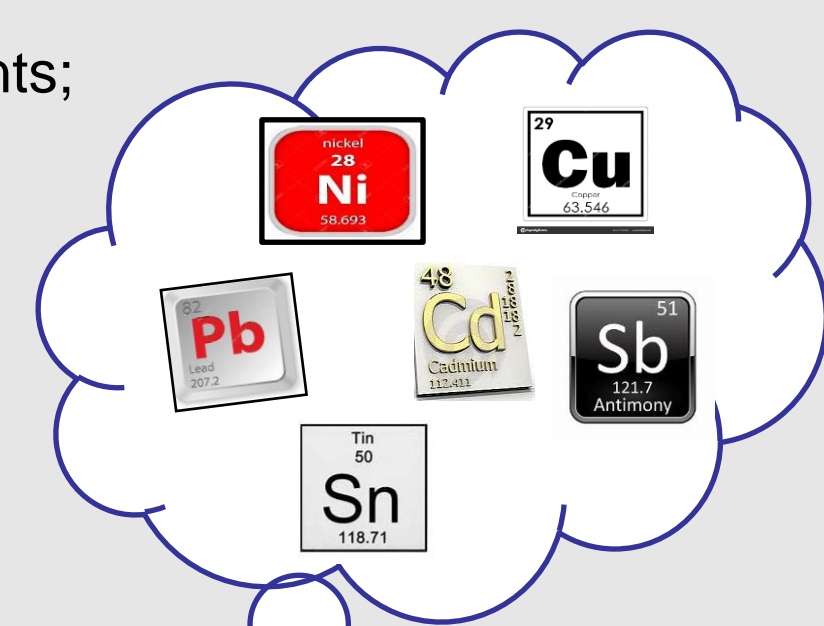 nts;
nickel
28
Ni
58.693
29
Cu
Copper
63.546
82
Pb
Lead
207.2
48
Cd
2
8
18
18
2
Cadmium
112.411
51
Sb
121.7
Antimony
Tin
50
Sn
118.71